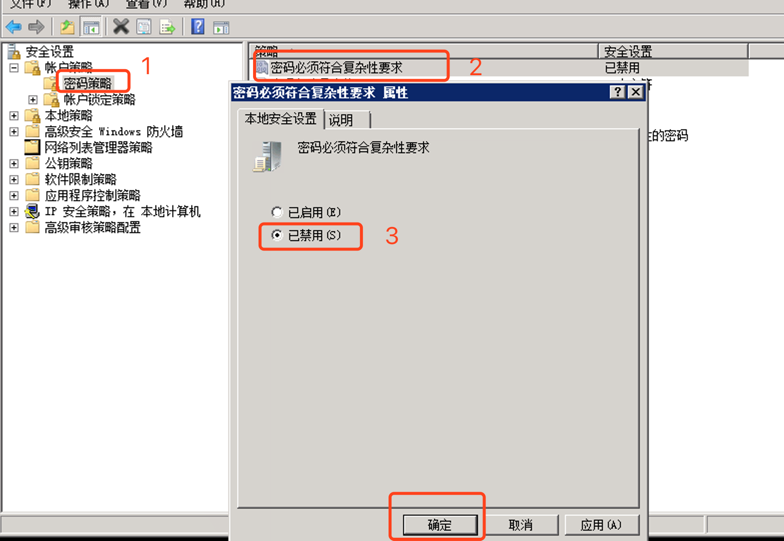 文件(F) 操作(A) 查看(V) 帮助(H)
安全设置
帐户策略
密码策略
帐户锁定策略
本地策略
高级安全 Windows 防火墙
网络列表管理器策略
公钥策略
软件限制策略
应用程序控制策略
IP 安全策略，在 本地计算机
高级审核策略配置
1
策略 安全设置
密码必须符合复杂性要求 已禁用
2
密码必须符合复杂性要求 属性
本地安全设置 说明
密码必须符合复杂性要求
住的密码
已启用(E)
已禁用(S)
3
确定 取消 应用(A)